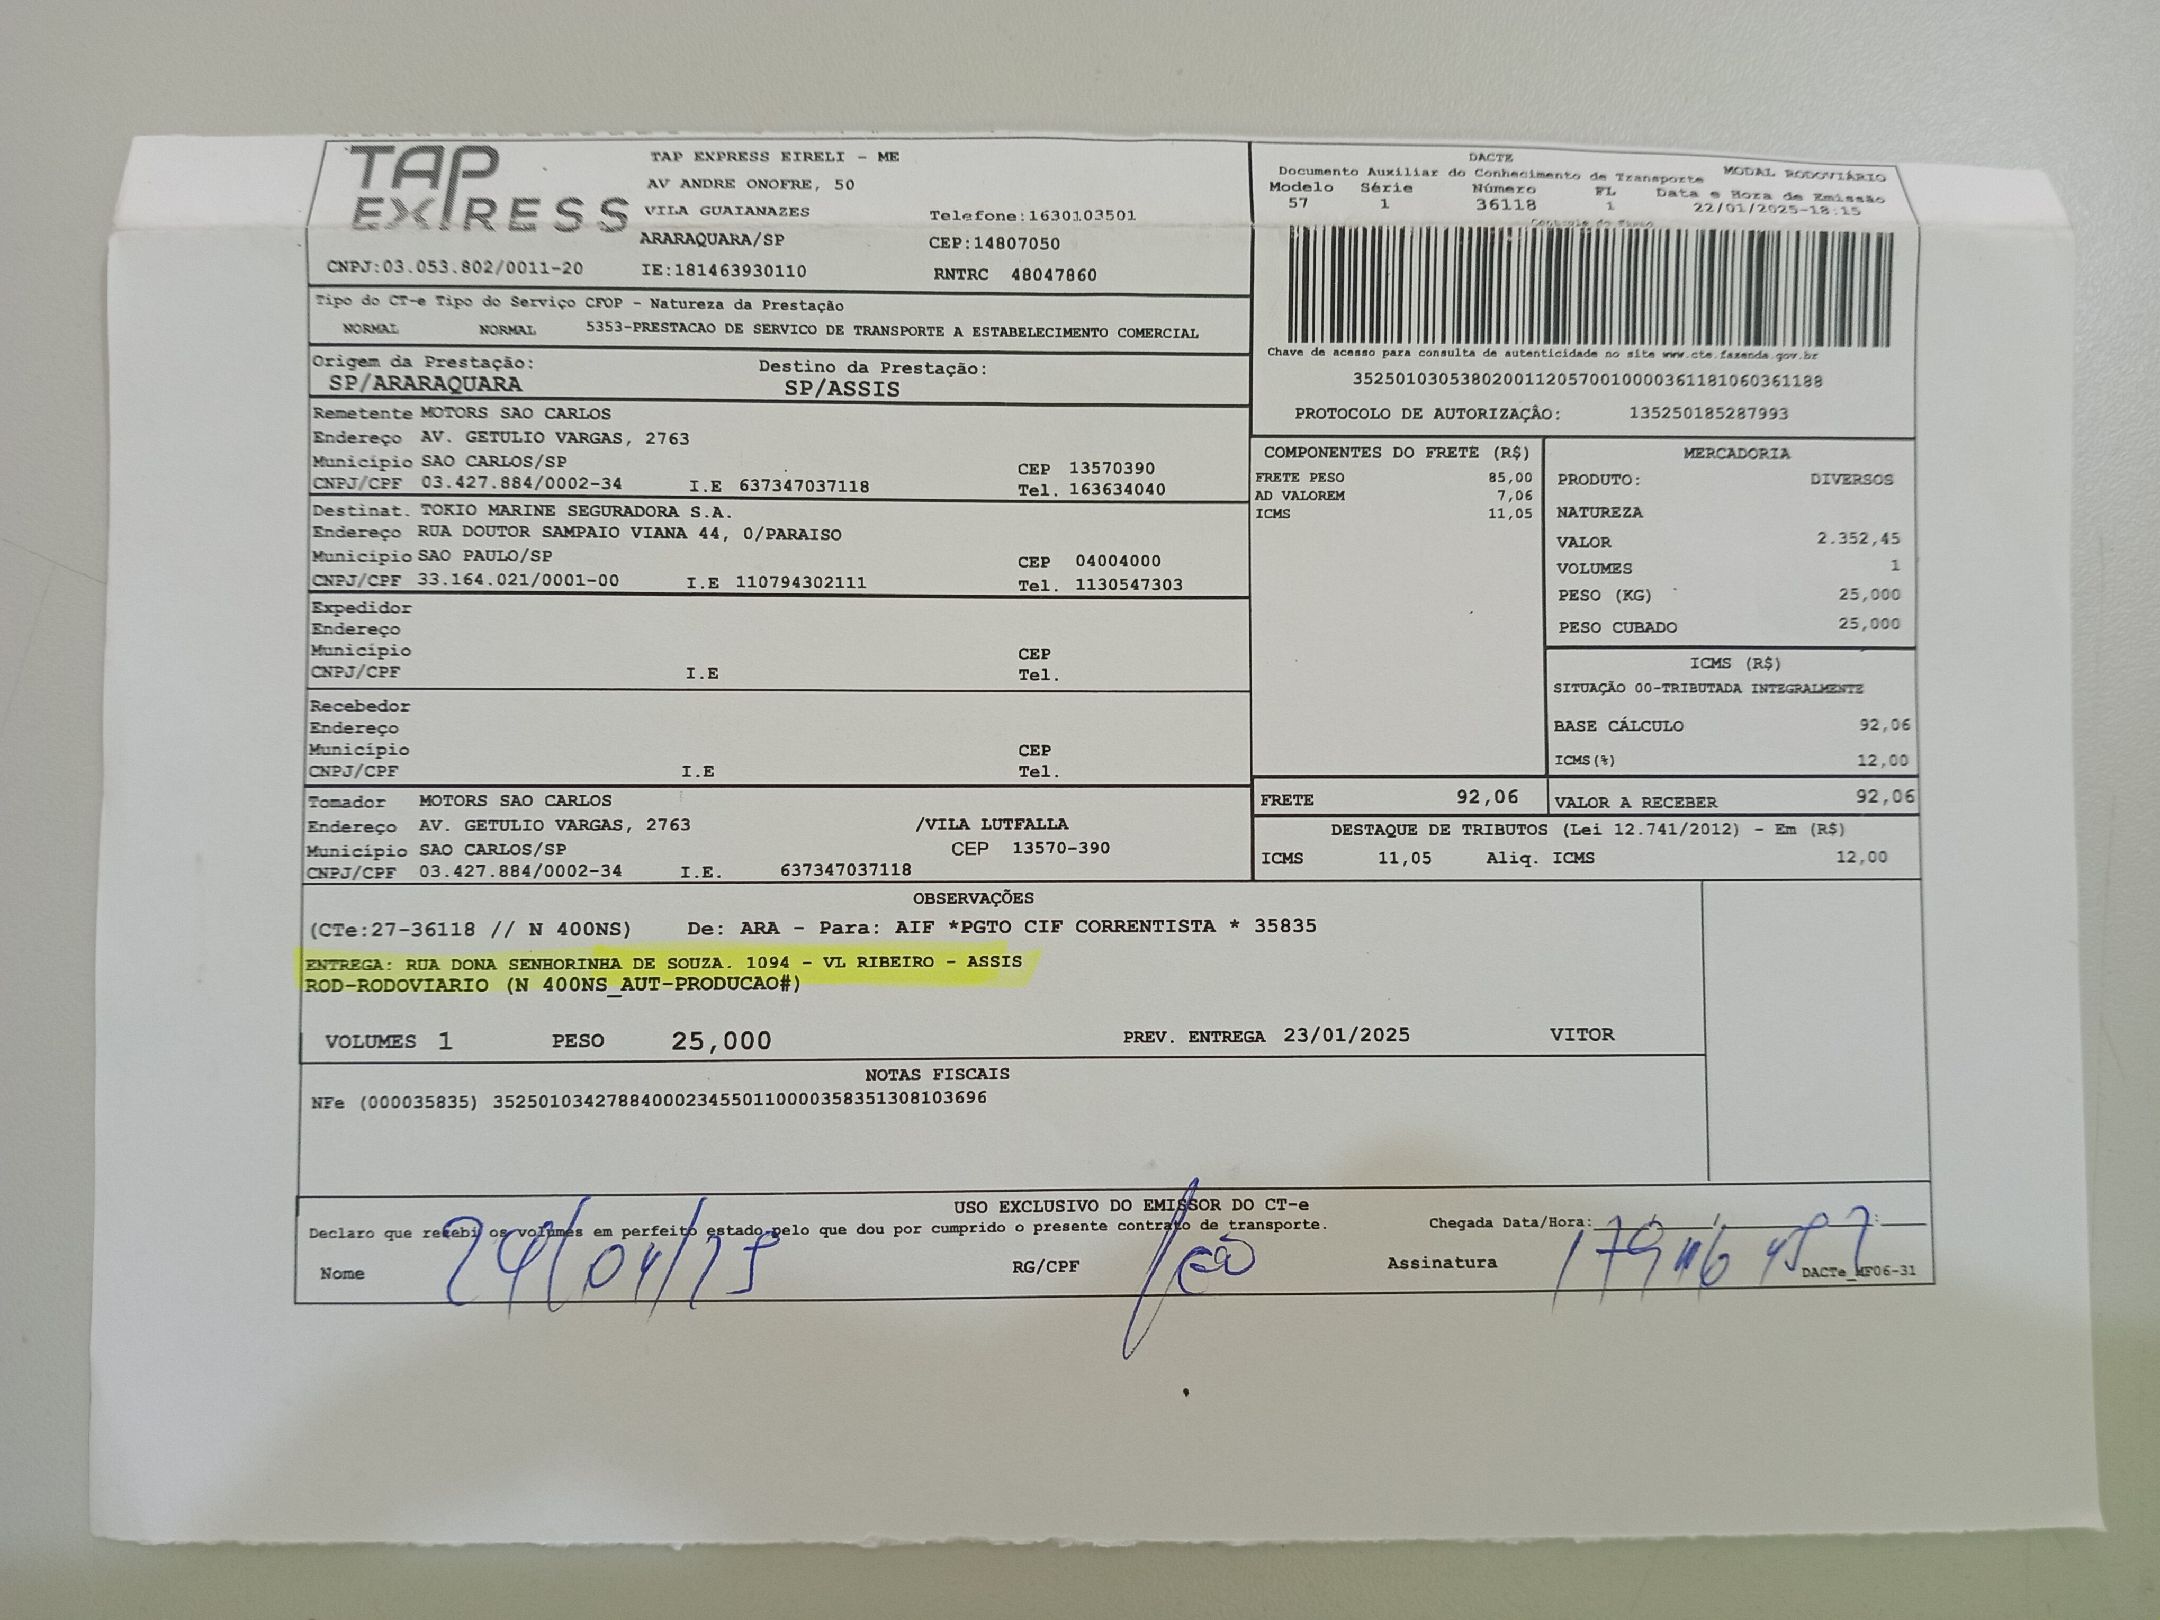 TAP EXPRESS
TAP EXPRESS EIRELI - ME
AV ANDRE ONOFRE, 50
VILA GUAIANAZES Telefone:1630103501
ARARAQUARA/SP CEP:14807050
CNPJ:03.053.802/0011-20 IE:181463930110 RNTRC 48047860
DACTE
Documento Auxiliar do Conhecimento de Transporte MODAL RODOVIÁRIO
Modelo Série Número FL Data e Hora de Emissão
57 1 36118 1 22/01/2025-18:15
Controle do Fisco
Chave de acesso para consulta de autenticidade no site www.cte.fazenda.gov.br
35250103053802001120570010000361181060361188
PROTOCOLO DE AUTORIZAÇÃO: 135250185287993
Tipo do CT-e Tipo do Serviço CFOP - Natureza da Prestação
NORMAL NORMAL 5353-PRESTACAO DE SERVICO DE TRANSPORTE A ESTABELECIMENTO COMERCIAL
Origem da Prestação: Destino da Prestação:
SP/ARARAQUARA SP/ASSIS
Remetente MOTORS SAO CARLOS
Endereço AV. GETULIO VARGAS, 2763
Município SAO CARLOS/SP CEP 13570390
CNPJ/CPF 03.427.884/0002-34 I.E 637347037118 Tel. 163634040
Destinat. TOKIO MARINE SEGURADORA S.A.
Endereço RUA DOUTOR SAMPAIO VIANA 44, 0/PARAISO
Município SAO PAULO/SP CEP 04004000
CNPJ/CPF 33.164.021/0001-00 I.E 110794302111 Tel. 1130547303
Expedidor
Endereço
Município CEP
CNPJ/CPF I.E Tel.
Recebedor
Endereço
Município CEP
CNPJ/CPF I.E Tel.
Tomador MOTORS SAO CARLOS
Endereço AV. GETULIO VARGAS, 2763 /VILA LUTFALLA
Município SAO CARLOS/SP CEP 13570-390
CNPJ/CPF 03.427.884/0002-34 I.E. 637347037118
COMPONENTES DO FRETE (R$)
FRETE PESO 85,00
AD VALOREM 7,06
ICMS 11,05
MERCADORIA
PRODUTO: DIVERSOS
NATUREZA
VALOR 2.352,45
VOLUMES 1
PESO (KG) 25,000
PESO CUBADO 25,000
ICMS (R$)
SITUAÇÃO 00-TRIBUTADA INTEGRALMENTE
BASE CÁLCULO 92,06
ICMS(%) 12,00
FRETE 92,06 VALOR A RECEBER 92,06
DESTAQUE DE TRIBUTOS (Lei 12.741/2012) - Em (R$)
ICMS 11,05 Aliq. ICMS 12,00
OBSERVAÇÕES
(CTe:27-36118 // N 400NS) De: ARA - Para: AIF *PGTO CIF CORRENTISTA * 35835
ENTREGA: RUA DONA SENHORINHA DE SOUZA. 1094 - VL RIBEIRO - ASSIS
ROD-RODOVIARIO (N 400NS_AUT-PRODUCAO#)
VOLUMES 1 PESO 25,000 PREV. ENTREGA 23/01/2025 VITOR
NOTAS FISCAIS
NFe (000035835) 35250103427884000234550110000358351308103696
USO EXCLUSIVO DO EMISSOR DO CT-e
Declaro que recebi os volumes em perfeito estado pelo que dou por cumprido o presente contrato de transporte. Chegada Data/Hora:
Nome RG/CPF Assinatura
DACTe_MF06-31